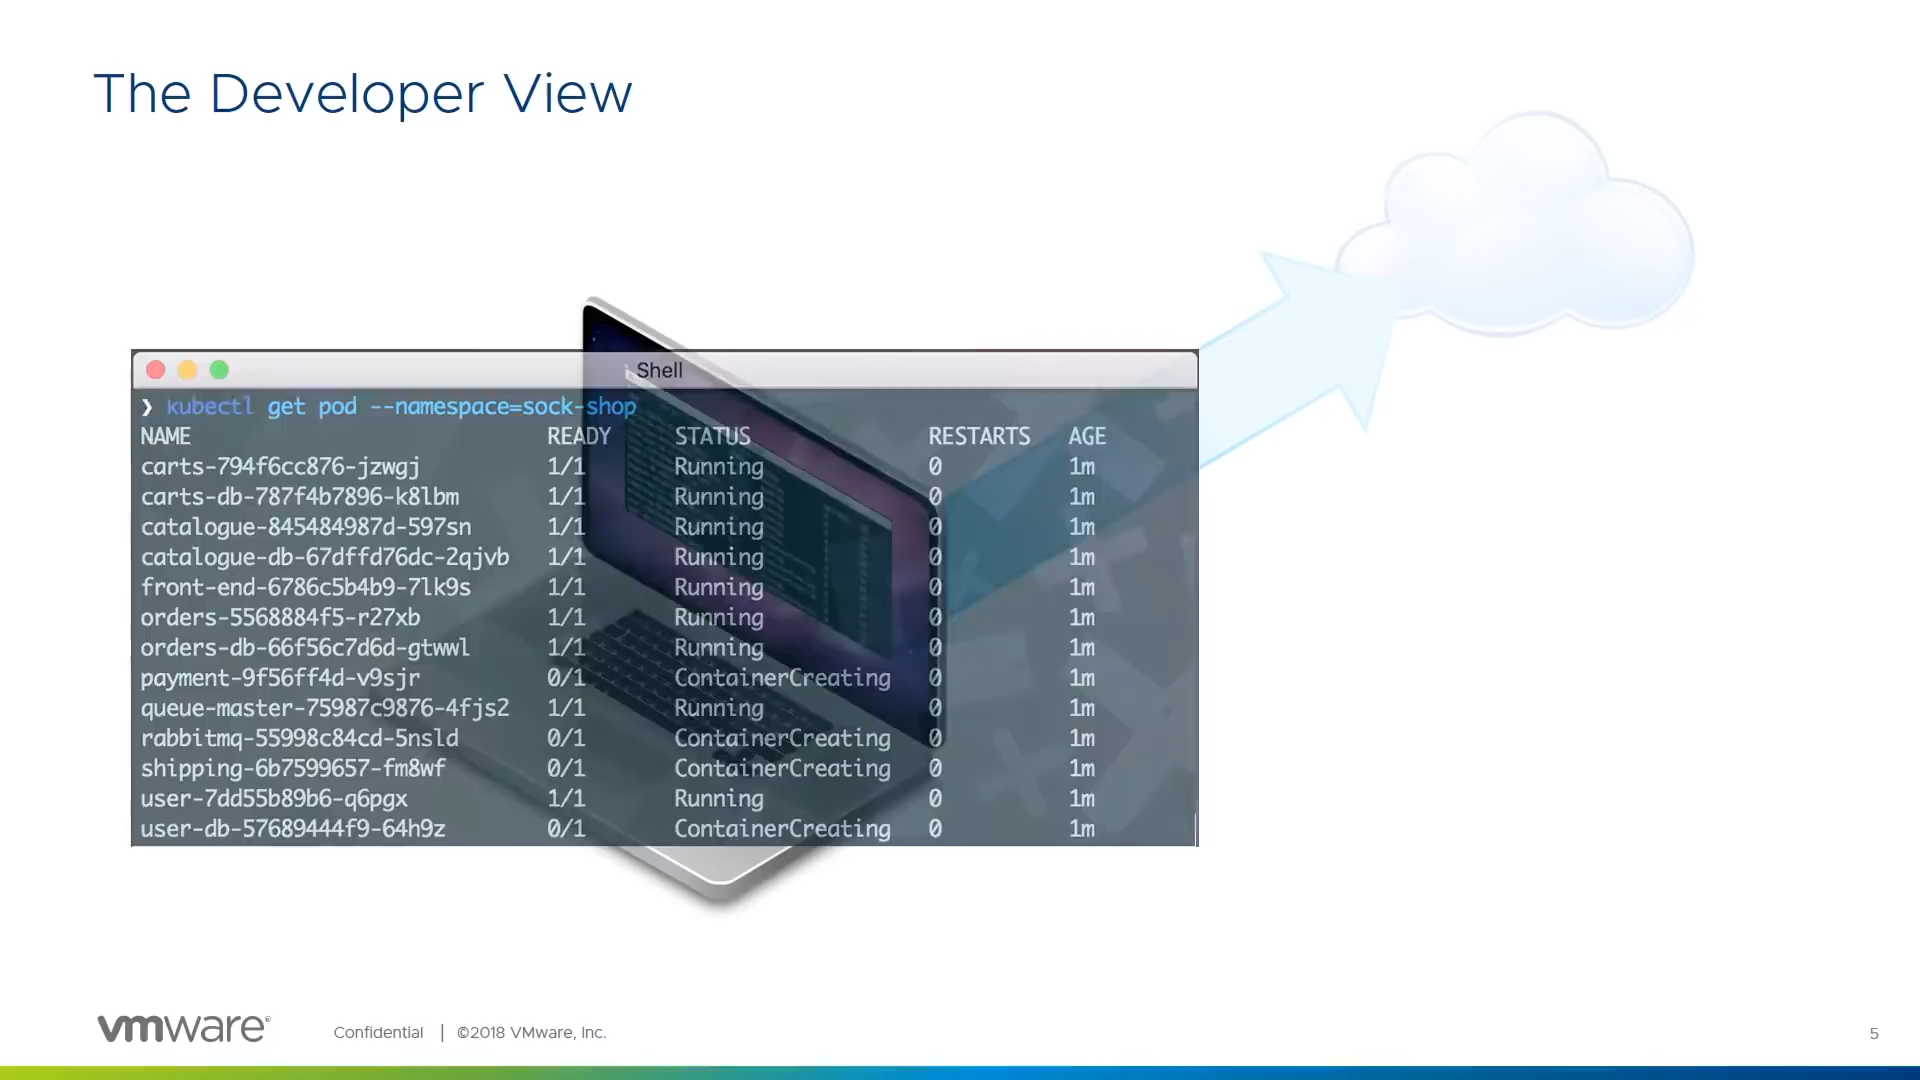 The Developer View
Shell
❯ kubectl get pod --namespace=sock-shop
NAME READY STATUS RESTARTS AGE
carts-794f6cc876-jzwgj 1/1 Running 0 1m
carts-db-787f4b7896-k8lbm 1/1 Running 0 1m
catalogue-845484987d-597sn 1/1 Running 0 1m
catalogue-db-67dffd76dc-2qjvb 1/1 Running 0 1m
front-end-6786c5b4b9-7lk9s 1/1 Running 0 1m
orders-5568884f5-r27xb 1/1 Running 0 1m
orders-db-66f56c7d6d-gtwwl 1/1 Running 0 1m
payment-9f56ff4d-v9sjr 0/1 ContainerCreating 0 1m
queue-master-75987c9876-4fjs2 1/1 Running 0 1m
rabbitmq-55998c84cd-5nsld 0/1 ContainerCreating 0 1m
shipping-6b7599657-fm8wf 0/1 ContainerCreating 0 1m
user-7dd55b89b6-q6pgx 1/1 Running 0 1m
user-db-57689444f9-64h9z 0/1 ContainerCreating 0 1m
vmware® Confidential | ©2018 VMware, Inc. 5